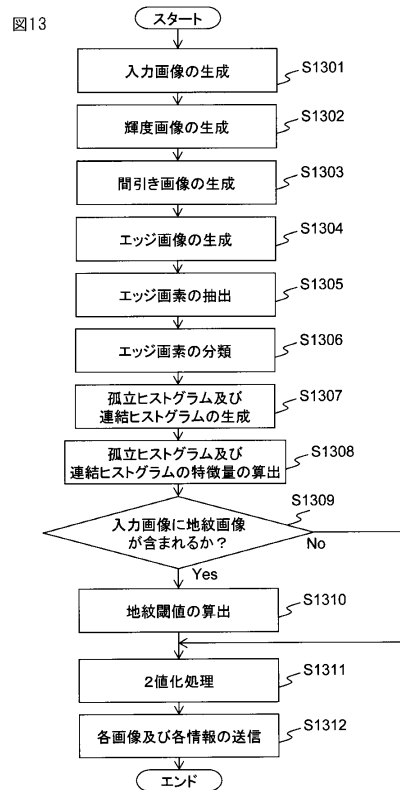 図13
スタート
入力画像の生成
S1301
輝度画像の生成
S1302
間引き画像の生成
S1303
エッジ画像の生成
S1304
エッジ画素の抽出
S1305
エッジ画素の分類
S1306
孤立ヒストグラム及び
連結ヒストグラムの生成
S1307
孤立ヒストグラム及び
連結ヒストグラムの特徴量の算出
S1308
入力画像に地紋画像
が含まれるか？
S1309
No
Yes
地紋閾値の算出
S1310
2値化処理
S1311
各画像及び各情報の送信
S1312
エンド